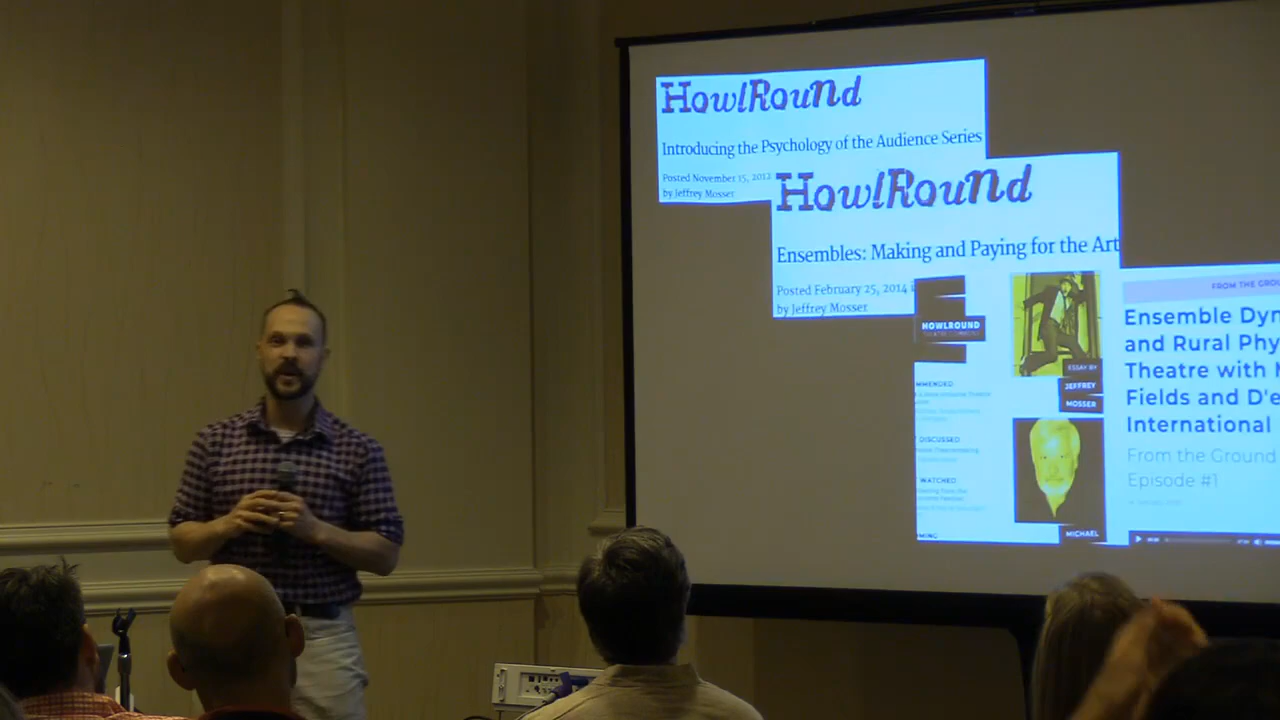 HowlRound
Introducing the Psychology of the Audience Series
Posted November 15, 2012
by Jeffrey Mosser
HowlRound
Ensembles: Making and Paying for the Art
Posted February 25, 2014
by Jeffrey Mosser
HOWLROUND
MMENDED
DISCUSSED
WATCHED
ESSAY BY
JEFFREY
MOSSER
MICHAEL
FROM THE GROU
Ensemble Dyn
and Rural Phy
Theatre with
Fields and D'e
International
From the Ground
Episode #1